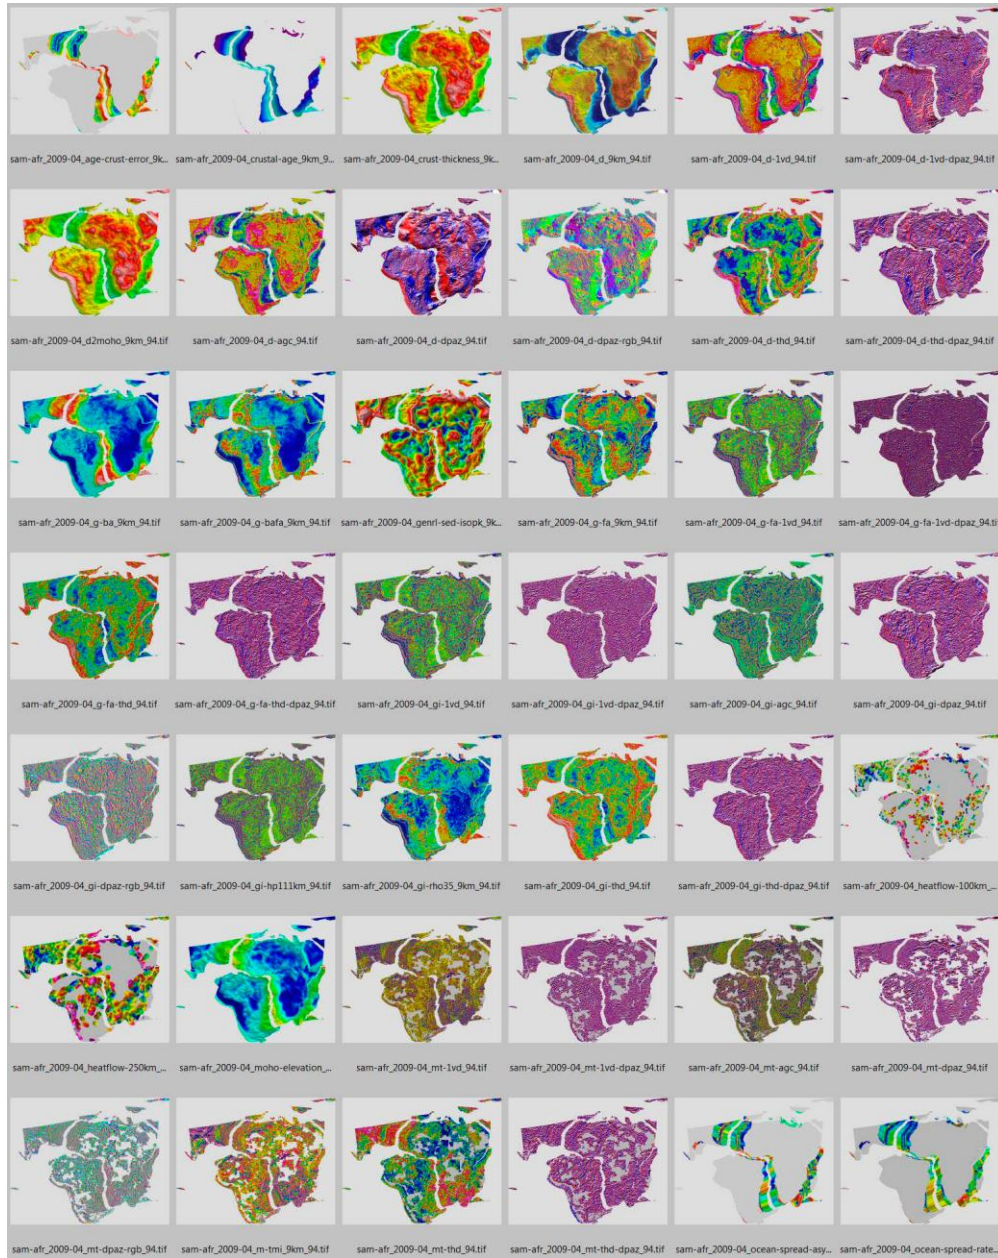 sam-afr_2009-04_age-crust-error_9k...
sam-afr_2009-04_crustal-age_9km_9...
sam-afr_2009-04_crust-thickness_9k...
sam-afr_2009-04_d_9km_94.tif
sam-afr_2009-04_d-1vd_94.tif
sam-afr_2009-04_d-1vd-dpaz_94.tif
sam-afr_2009-04_d2moho_9km_94.tif
sam-afr_2009-04_d-agc_94.tif
sam-afr_2009-04_d-dpaz_94.tif
sam-afr_2009-04_d-dpaz-rgb_94.tif
sam-afr_2009-04_d-thd_94.tif
sam-afr_2009-04_d-thd-dpaz_94.tif
sam-afr_2009-04_g-ba_9km_94.tif
sam-afr_2009-04_g-bafa_9km_94.tif
sam-afr_2009-04_genrl-sed-isopk_9k...
sam-afr_2009-04_g-fa_9km_94.tif
sam-afr_2009-04_g-fa-1vd_94.tif
sam-afr_2009-04_g-fa-1vd-dpaz_94.tif
sam-afr_2009-04_g-fa-thd_94.tif
sam-afr_2009-04_g-fa-thd-dpaz_94.tif
sam-afr_2009-04_gi-1vd_94.tif
sam-afr_2009-04_gi-1vd-dpaz_94.tif
sam-afr_2009-04_gi-agc_94.tif
sam-afr_2009-04_gi-dpaz_94.tif
sam-afr_2009-04_gi-dpaz-rgb_94.tif
sam-afr_2009-04_gi-hp111km_94.tif
sam-afr_2009-04_gi-rho35_9km_94.tif
sam-afr_2009-04_gi-thd_94.tif
sam-afr_2009-04_gi-thd-dpaz_94.tif
sam-afr_2009-04_heatflow-100km_...
sam-afr_2009-04_heatflow-250km_...
sam-afr_2009-04_moho-elevation_...
sam-afr_2009-04_mt-1vd_94.tif
sam-afr_2009-04_mt-1vd-dpaz_94.tif
sam-afr_2009-04_mt-agc_94.tif
sam-afr_2009-04_mt-dpaz_94.tif
sam-afr_2009-04_mt-dpaz-rgb_94.tif
sam-afr_2009-04_m-tmi_9km_94.tif
sam-afr_2009-04_mt-thd_94.tif
sam-afr_2009-04_mt-thd-dpaz_94.tif
sam-afr_2009-04_ocean-spread-asy...
sam-afr_2009-04_ocean-spread-rate...